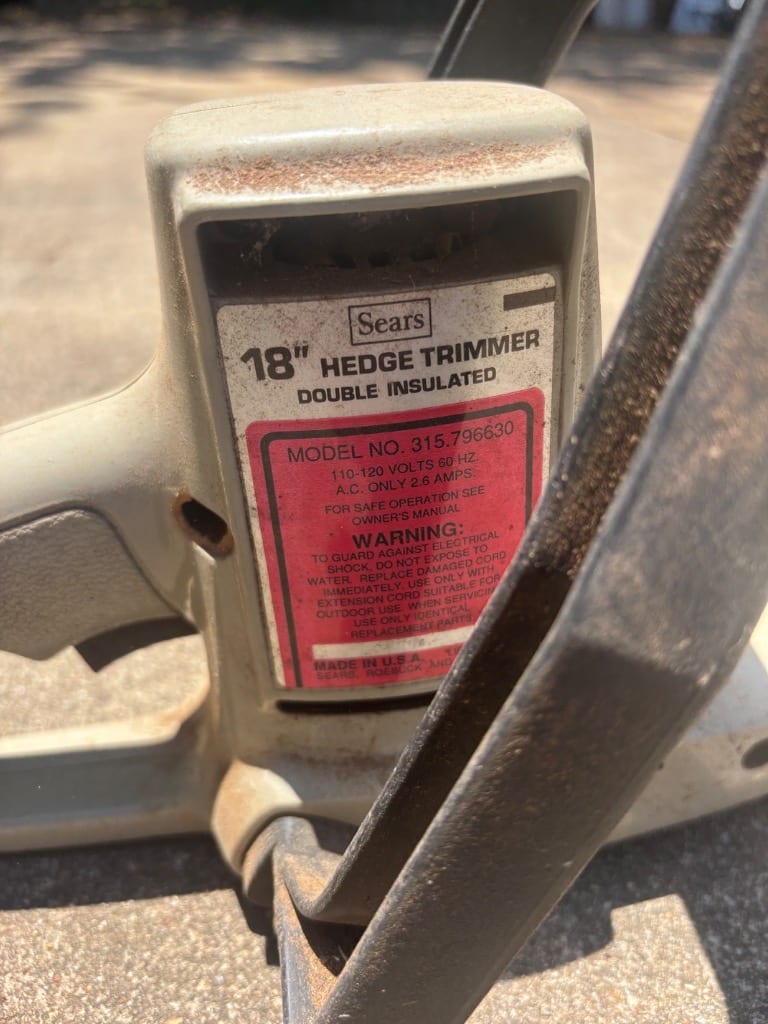 Sears
18" HEDGE TRIMMER
DOUBLE INSULATED
MODEL NO. 315.796630
110-120 VOLTS 60 HZ.
A.C. ONLY 2.6 AMPS.
FOR SAFE OPERATION SEE
OWNER'S MANUAL
WARNING:
TO GUARD AGAINST ELECTRICAL
SHOCK, DO NOT EXPOSE TO
WATER. REPLACE DAMAGED CORD
IMMEDIATELY. USE ONLY WITH
EXTENSION CORD SUITABLE FOR
OUTDOOR USE. WHEN SERVICING
USE ONLY IDENTICAL
REPLACEMENT PARTS
MADE IN U.S.A.
SEARS, ROEBUCK AND